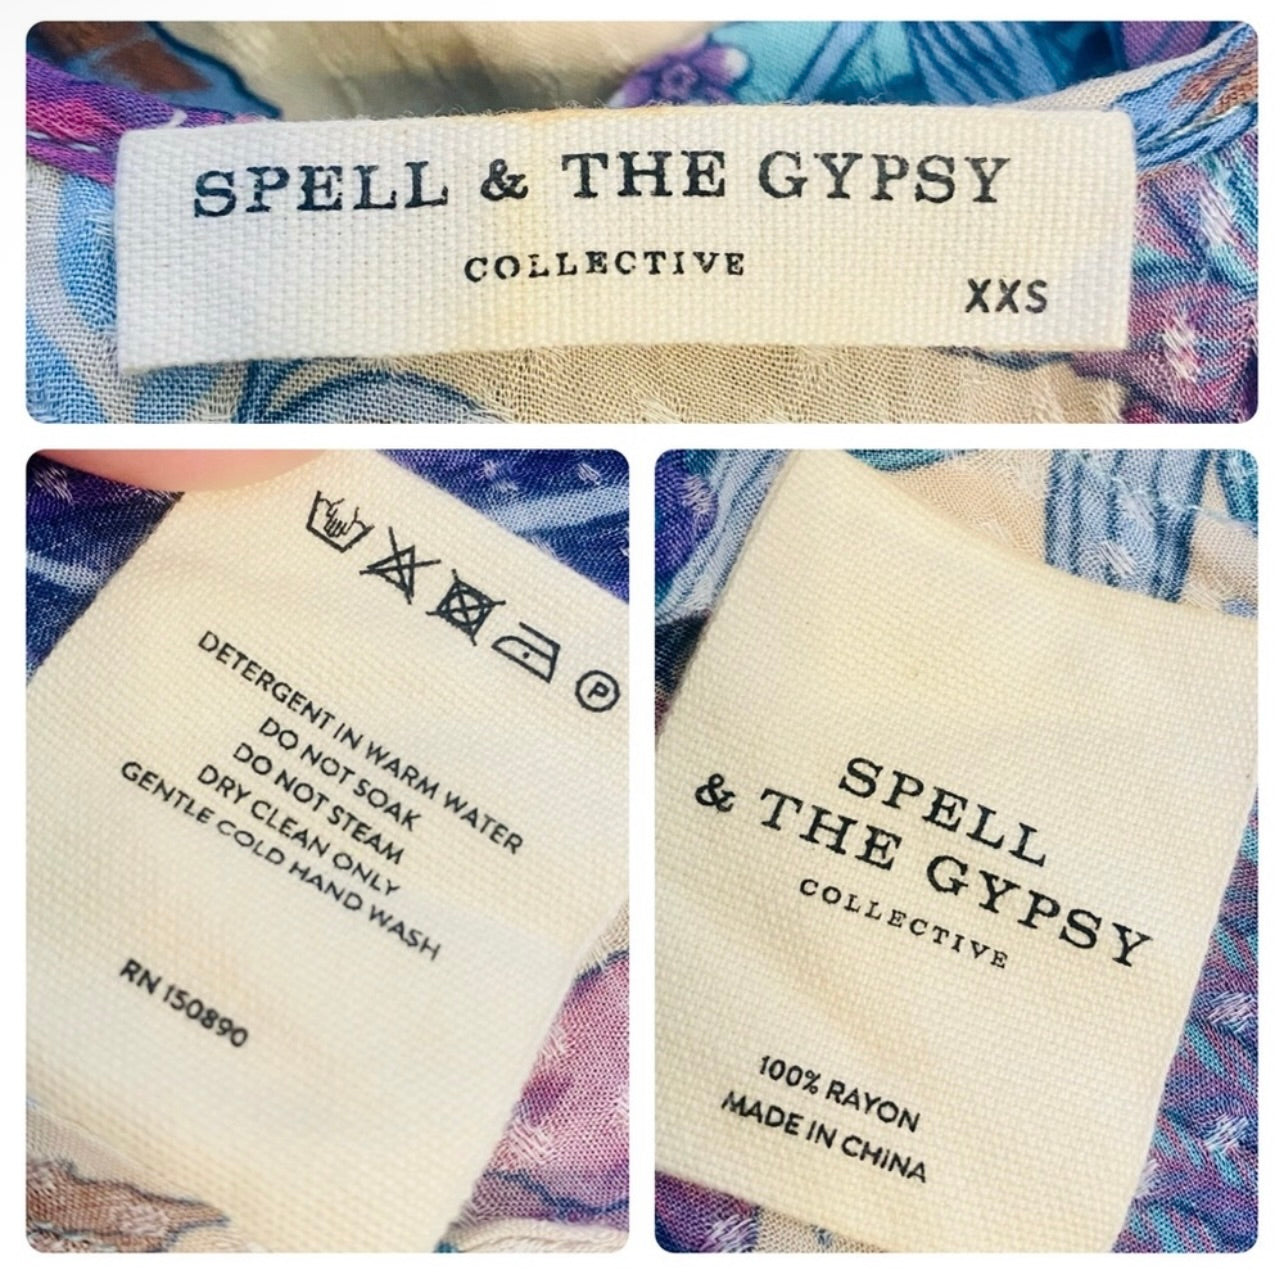 SPELL & THE GYPSY
COLLECTIVE
XXS
P
DETERGENT IN WARM WATER
DO NOT SOAK
DO NOT STEAM
DRY CLEAN ONLY
GENTLE COLD HAND WASH
RN 150890
SPELL
& THE GYPSY
COLLECTIVE
100% RAYON
MADE IN CHINA